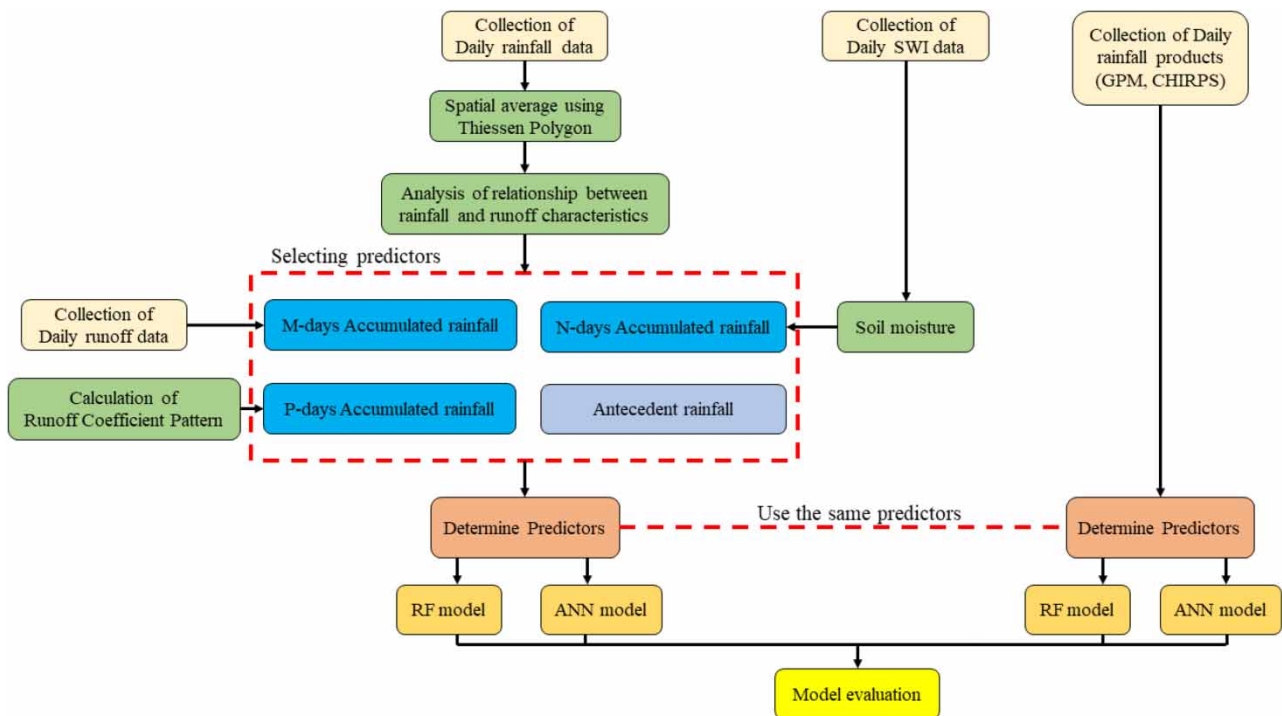 Collection of
Daily rainfall data
Collection of
Daily SWI data
Collection of Daily
rainfall products
(GPM, CHIRPS)
Spatial average using
Thiessen Polygon
Analysis of relationship between
rainfall and runoff characteristics
Selecting predictors
Collection of
Daily runoff data
M-days Accumulated rainfall
N-days Accumulated rainfall
Soil moisture
Calculation of
Runoff Coefficient Pattern
P-days Accumulated rainfall
Antecedent rainfall
Determine Predictors
Use the same predictors
Determine Predictors
RF model
ANN model
RF model
ANN model
Model evaluation